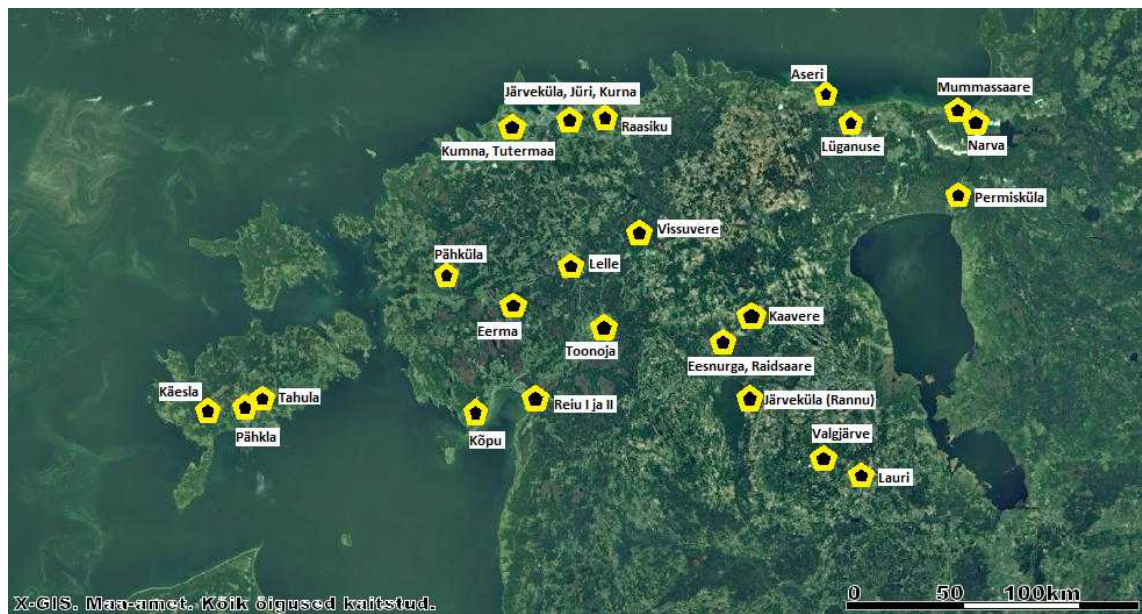 Aseri
Mummassaare
Järveküla, Jüri, Kurna
Raasiku
Kumna, Tutermaa
Lüganuse
Narva
Permisküla
Vissuvere
Pähküla
Lelle
Eerma
Kaavere
Toonoja
Eesnurga, Raidsaare
Käesla
Tahula
Pähkla
Reiu I ja II
Järveküla (Rannu)
Kõpu
Valgjärve
Lauri
0 50 100km
X-GIS. Maa-amet. Kõik õigused kaitstud.